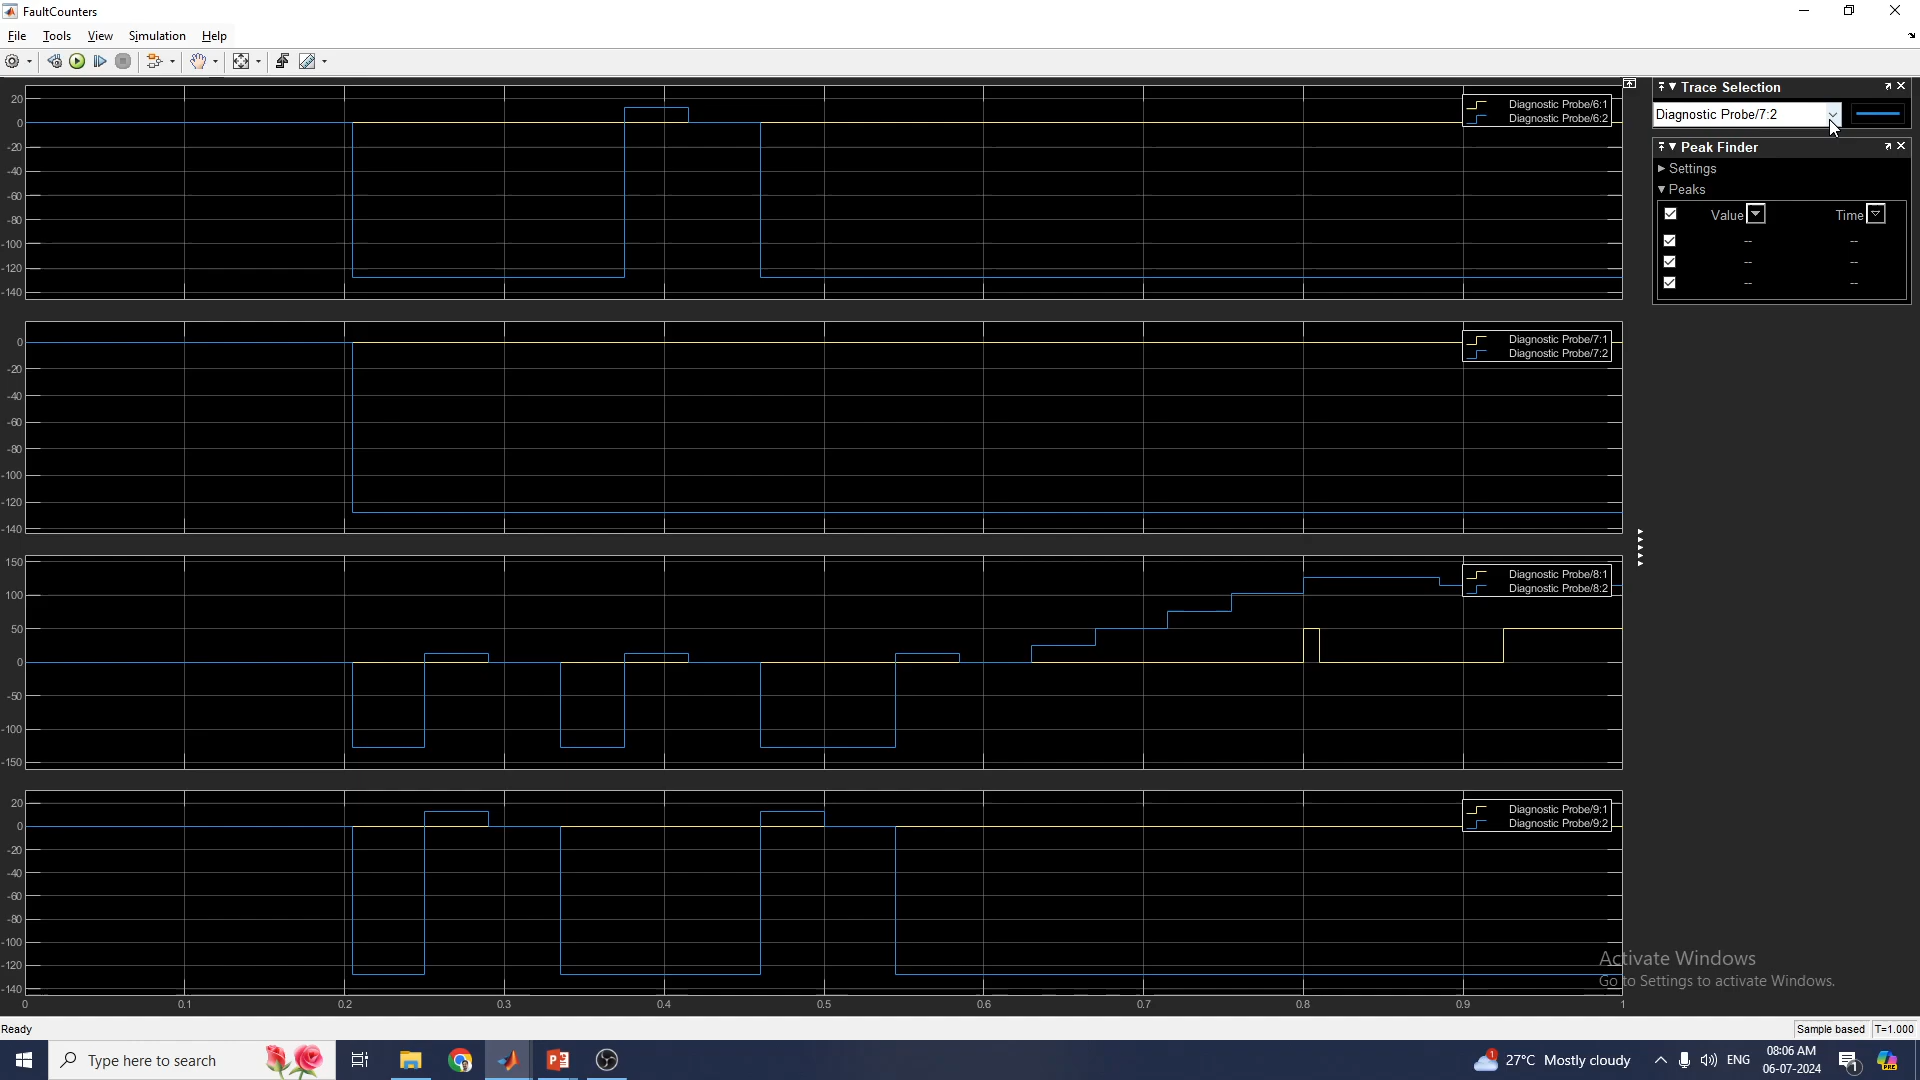 FaultCounters
File Tools View Simulation Help
20
0
-20
-40
-60
-80
-100
-120
-140
Diagnostic Probe/6:1
Diagnostic Probe/6:2
0
-20
-40
-60
-80
-100
-120
-140
Diagnostic Probe/7:1
Diagnostic Probe/7:2
150
100
50
0
-50
-100
-150
Diagnostic Probe/8:1
Diagnostic Probe/8:2
20
0
-20
-40
-60
-80
-100
-120
-140
Diagnostic Probe/9:1
Diagnostic Probe/9:2
0 0.1 0.2 0.3 0.4 0.5 0.6 0.7 0.8 0.9 1
Trace Selection
Diagnostic Probe/7:2
Peak Finder
Settings
Peaks
Value Time
-- --
-- --
-- --
Activate Windows
Go to Settings to activate Windows.
Ready
Sample based T=1.000
Type here to search
1
27°C Mostly cloudy
ENG
08:06 AM
06-07-2024
1
PRE